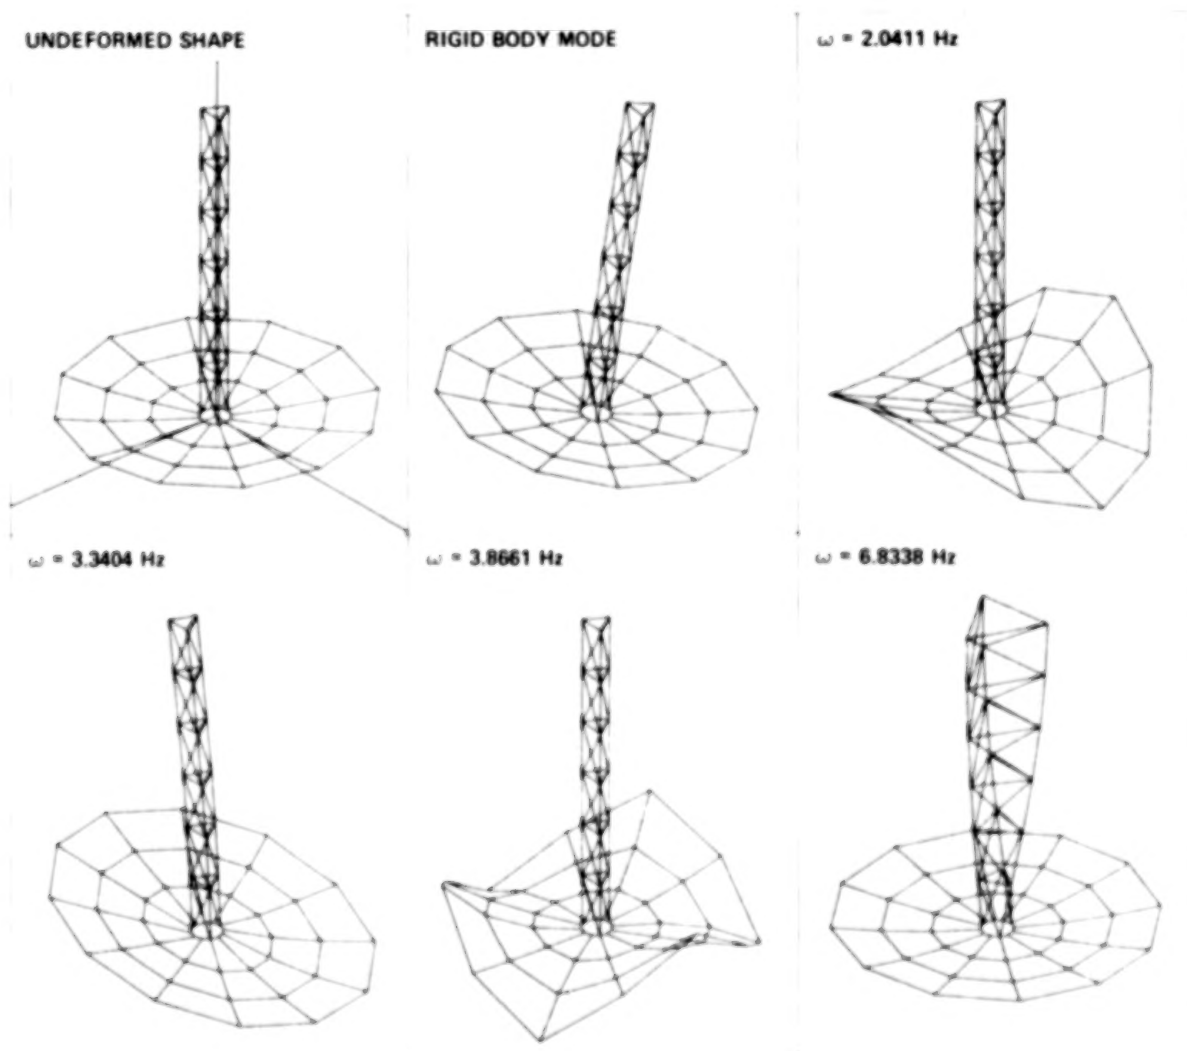 UNDEFORMED SHAPE
RIGID BODY MODE
ω = 2.0411 Hz
ω = 3.3404 Hz
ω = 3.8661 Hz
ω = 6.8338 Hz